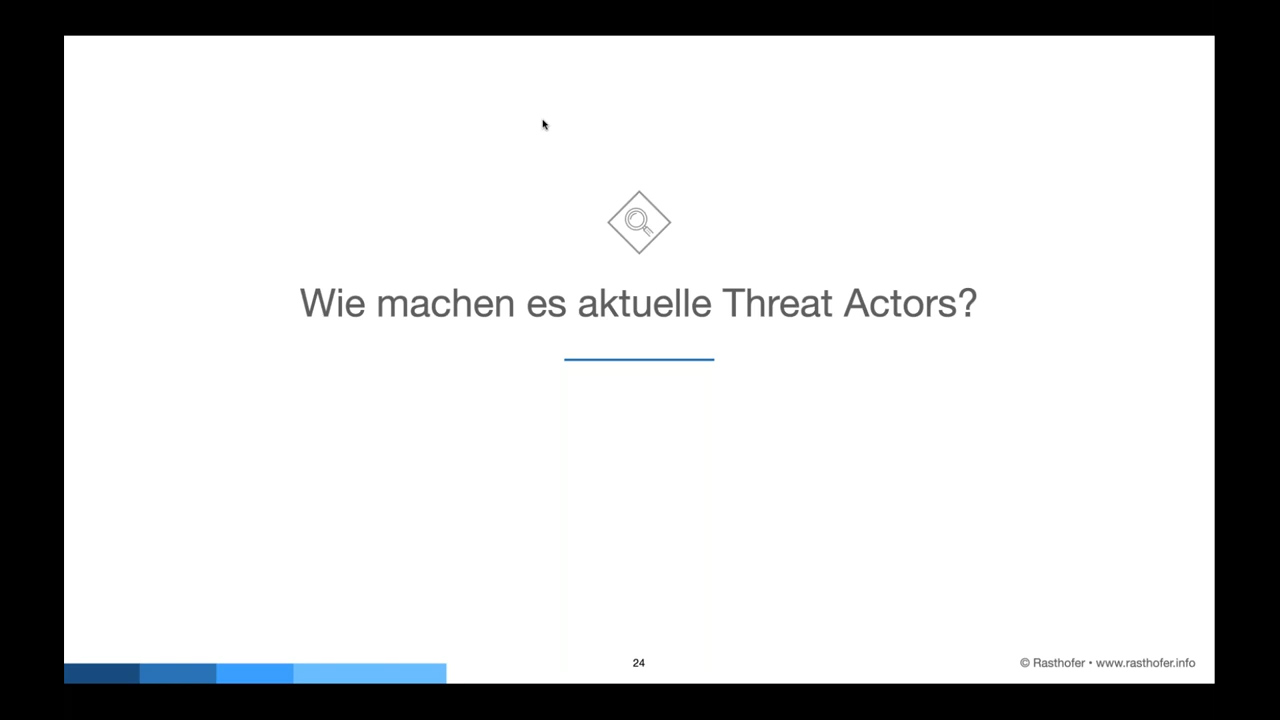 Wie machen es aktuelle Threat Actors?
24
© Rasthofer • www.rasthofer.info